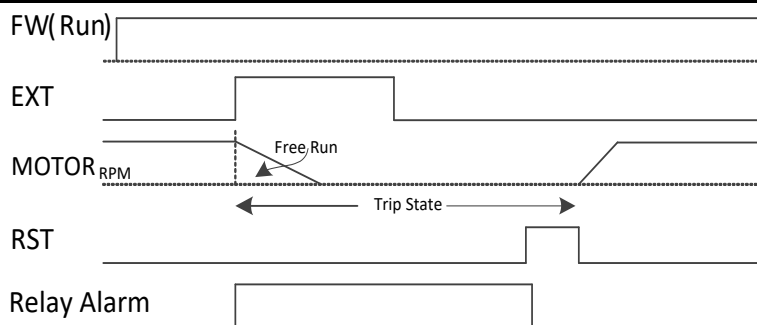 FW(Run)
EXT
Free Run
MOTOR RPM
Trip State
RST
Relay Alarm